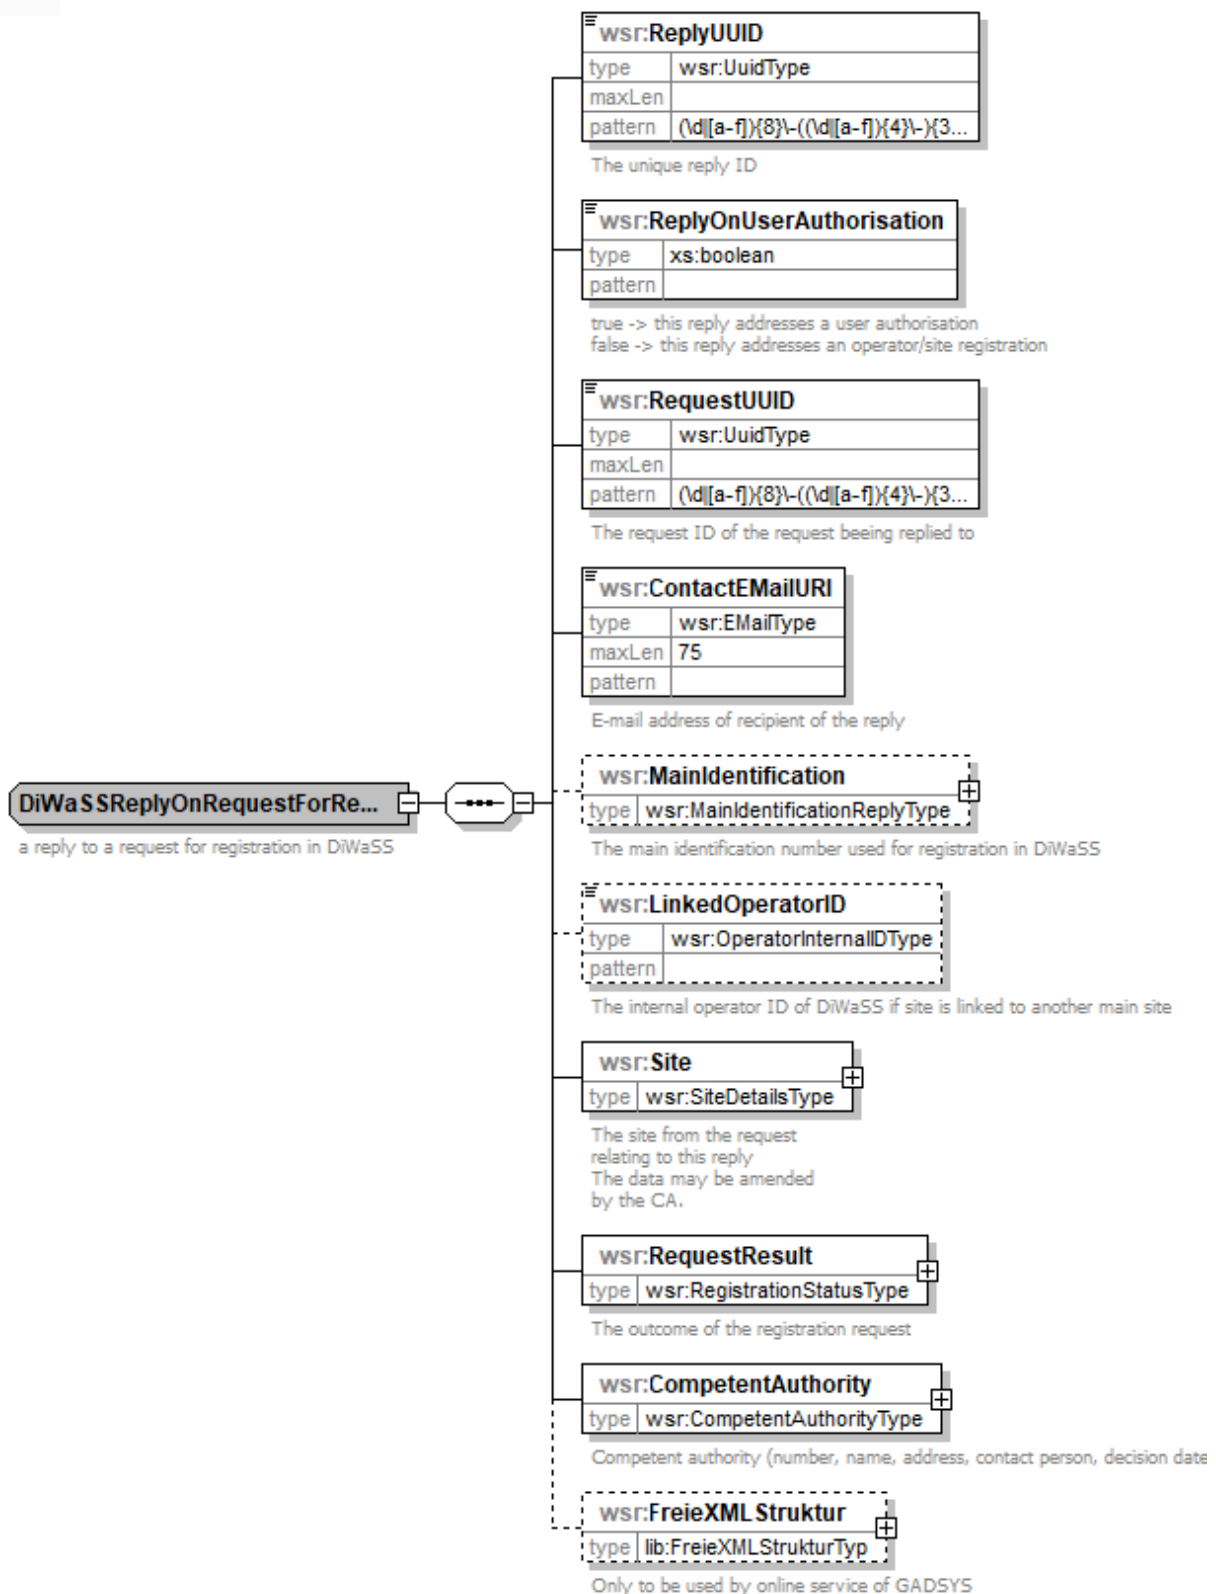 wsr:ReplyUUID
type wsr:UuidType
maxLen
pattern (\d|[a-f]){8}\-((\d|[a-f]){4}\-){3...
The unique reply ID
wsr:ReplyOnUserAuthorisation
type xs:boolean
pattern
true -> this reply addresses a user authorisation
false -> this reply addresses an operator/site registration
wsr:RequestUUID
type wsr:UuidType
maxLen
pattern (\d|[a-f]){8}\-((\d|[a-f]){4}\-){3...
The request ID of the request beeing replied to
wsr:ContactEMailURI
type wsr:EMailType
maxLen 75
pattern
E-mail address of recipient of the reply
DiWaSSReplyOnRequestForRe...
a reply to a request for registration in DiWaSS
wsr:MainIdentification
type wsr:MainIdentificationReplyType
The main identification number used for registration in DiWaSS
wsr:LinkedOperatorID
type wsr:OperatorInternalIDType
pattern
The internal operator ID of DiWaSS if site is linked to another main site
wsr:Site
type wsr:SiteDetailsType
The site from the request
relating to this reply
The data may be amended
by the CA.
wsr:RequestResult
type wsr:RegistrationStatusType
The outcome of the registration request
wsr:CompetentAuthority
type wsr:CompetentAuthorityType
Competent authority (number, name, address, contact person, decision date
wsr:FreieXMLStruktur
type lib:FreieXMLStrukturTyp
Only to be used by online service of GADSYS